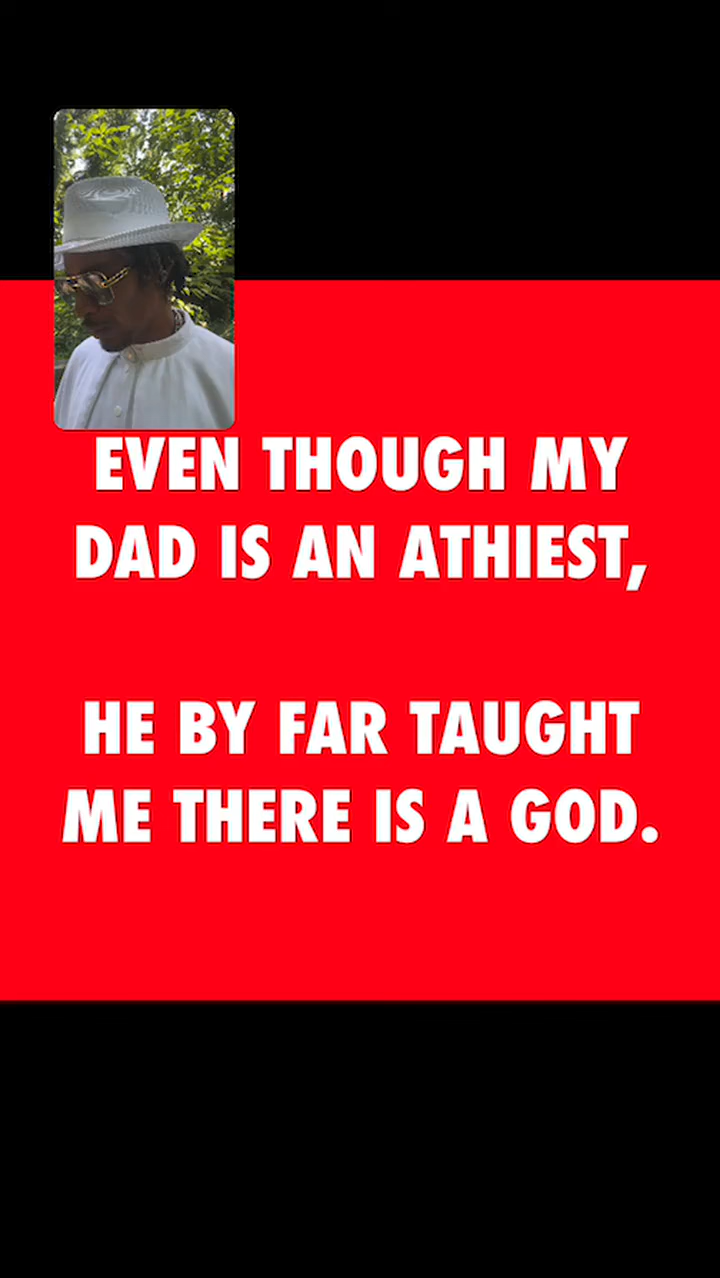 EVEN THOUGH MY
DAD IS AN ATHIEST,
HE BY FAR TAUGHT
ME THERE IS A GOD.